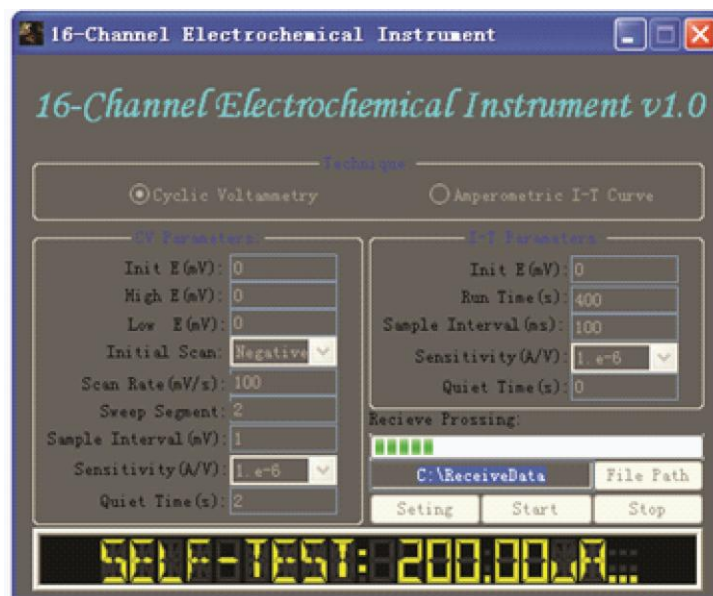 16-Channel Electrochemical Instrument
16-Channel Electrochemical Instrument v1.0
Technique:
Cyclic Voltammetry
Amperometric I-T Curve
CV Parameters:
Init E(mV): 0
High E(mV): 0
Low E(mV): 0
Initial Scan: Negative
Scan Rate(mV/s): 100
Sweep Segment: 2
Sample Interval(mV): 1
Sensitivity(A/V): 1.e-6
Quiet Time(s): 2
I-T Parameters:
Init E(mV): 0
Run Time(s): 400
Sample Interval(ms): 100
Sensitivity(A/V): 1.e-6
Quiet Time(s): 0
Recieve Prossing:
C:\ReceiveData
File Path
Seting
Start
Stop
SELF-TEST: 200.00uA...